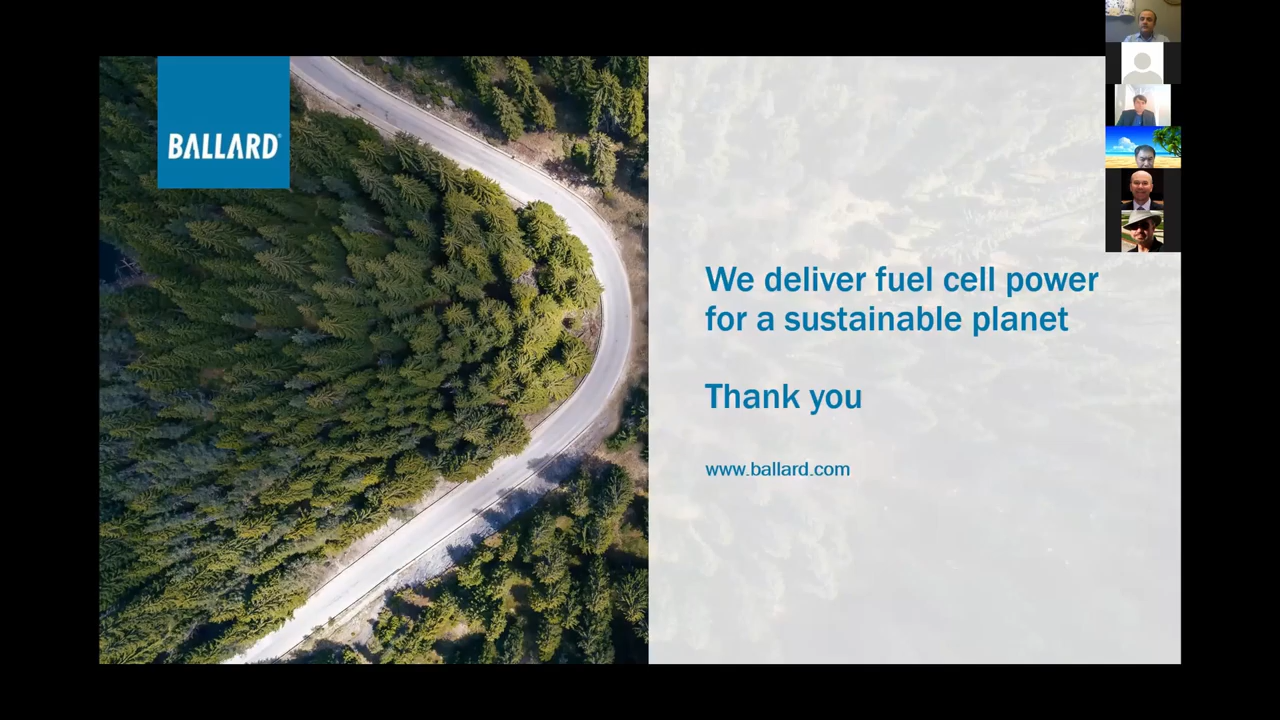 BALLARD®
We deliver fuel cell power
for a sustainable planet
Thank you
www.ballard.com